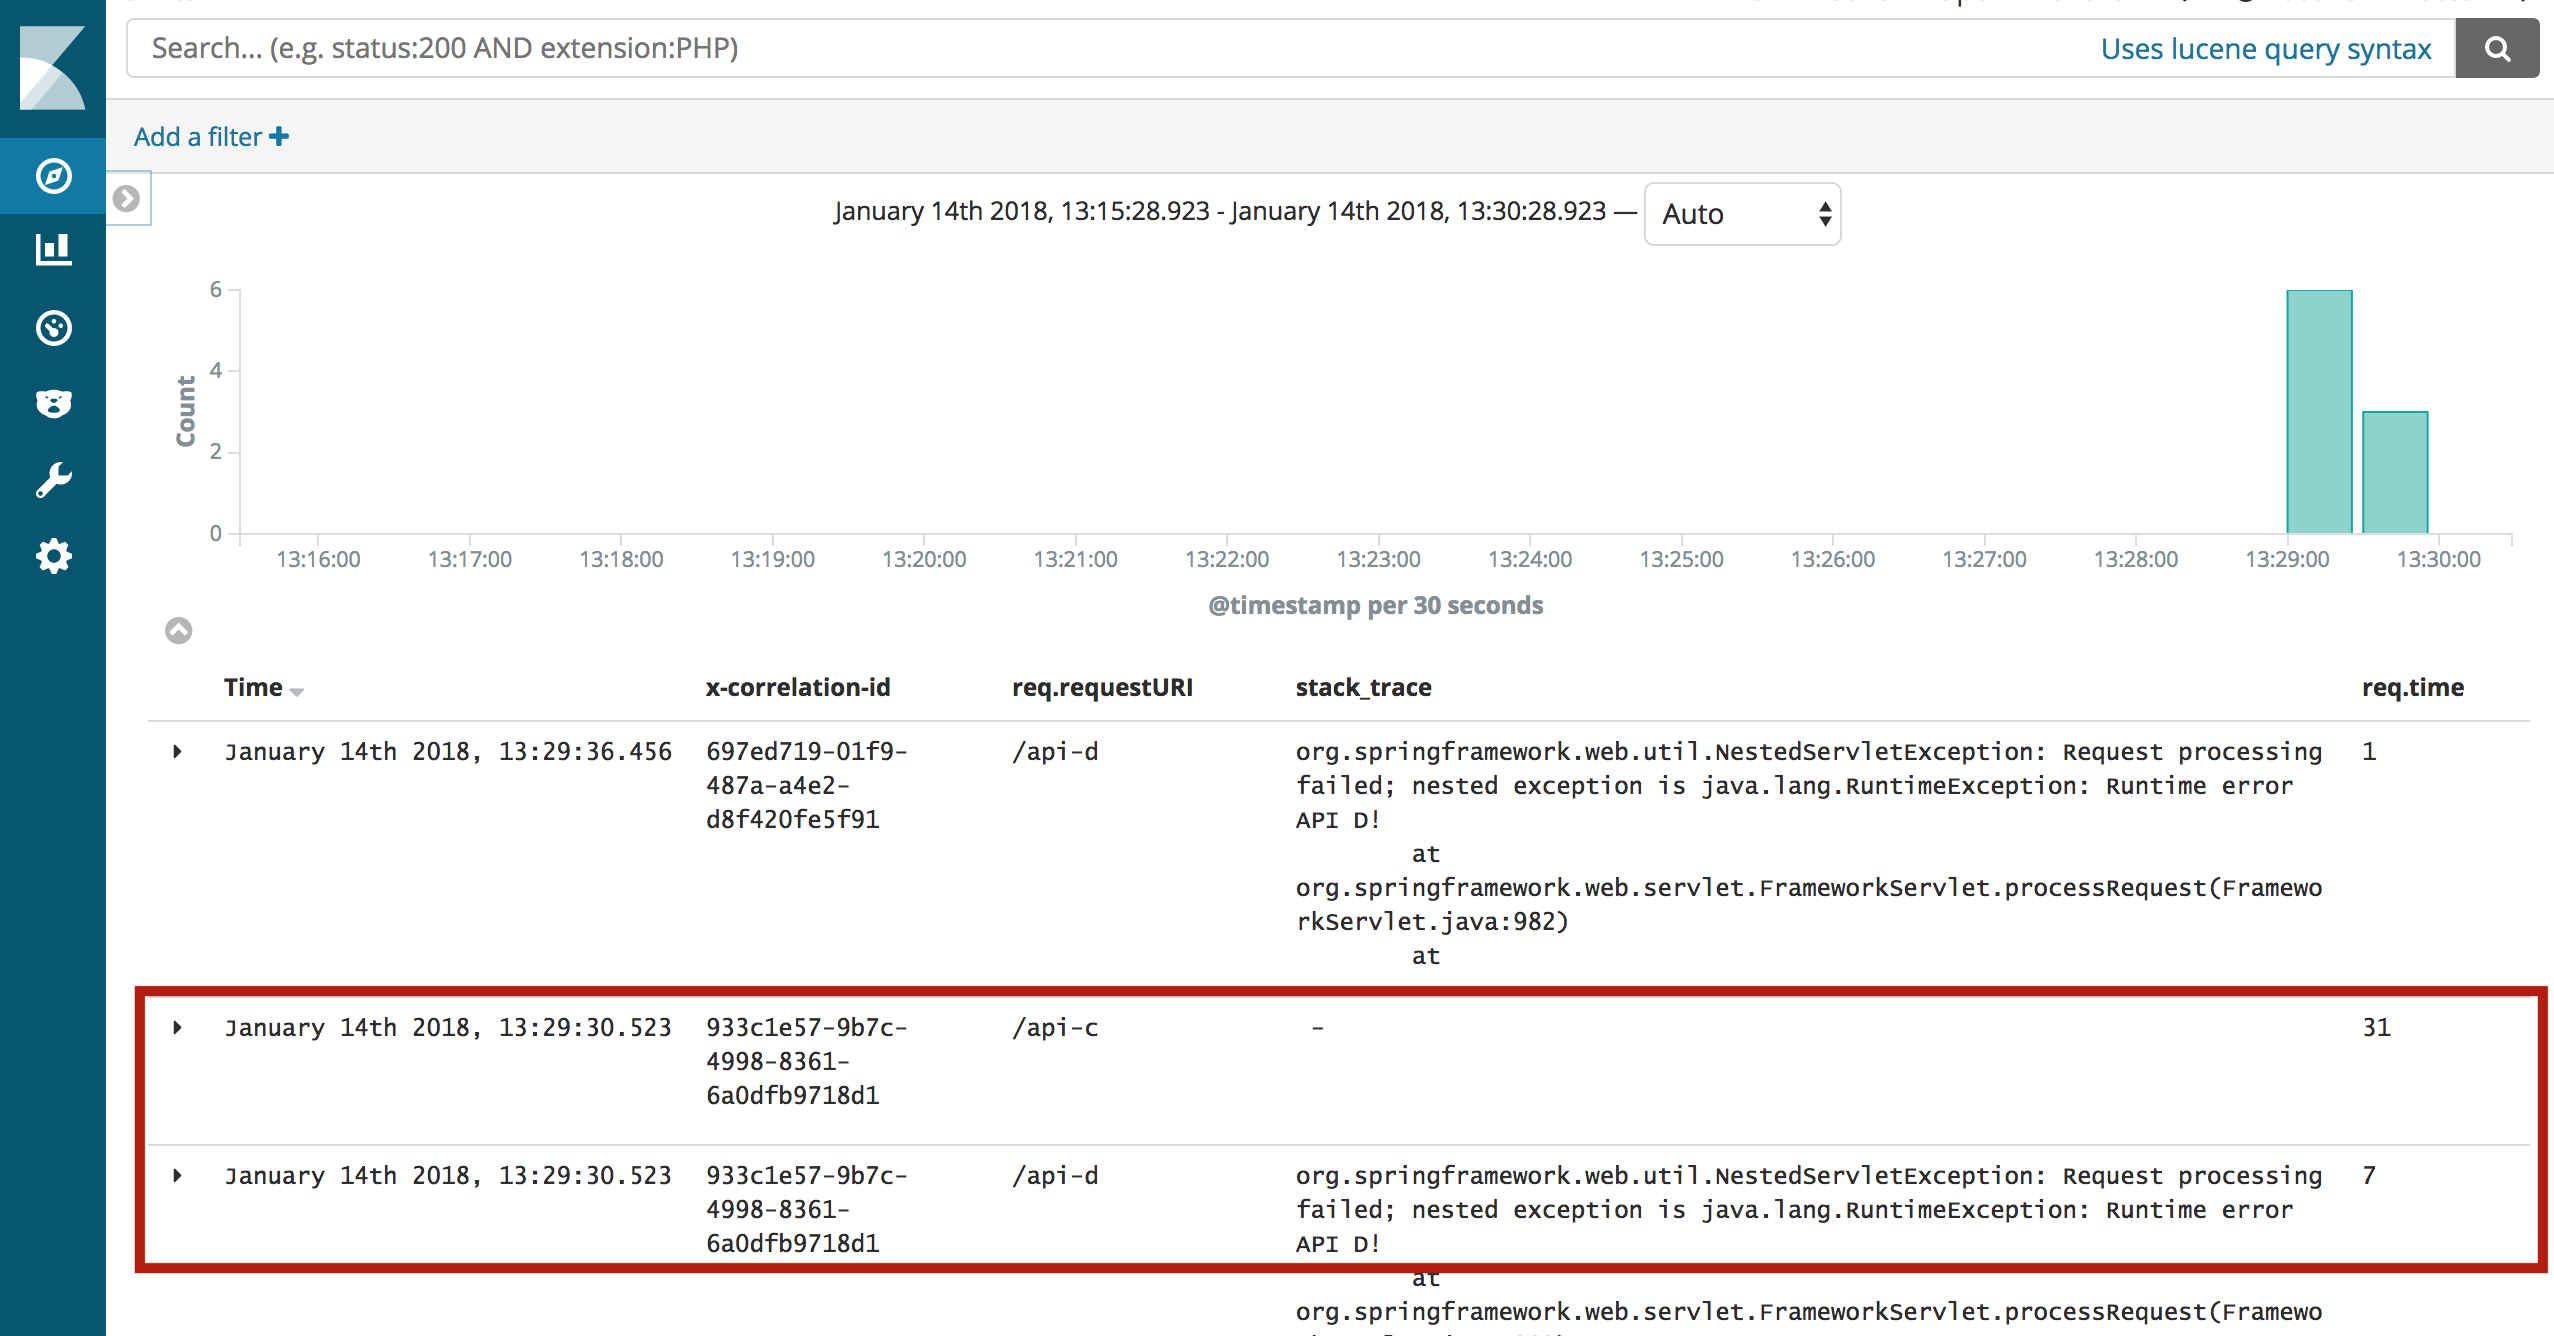 Search... (e.g. status:200 AND extension:PHP)
Uses lucene query syntax
Add a filter
January 14th 2018, 13:15:28.923 - January 14th 2018, 13:30:28.923 —
Auto
6
4
2
0
Count
13:16:00 13:17:00 13:18:00 13:19:00 13:20:00 13:21:00 13:22:00 13:23:00 13:24:00 13:25:00 13:26:00 13:27:00 13:28:00 13:29:00 13:30:00
@timestamp per 30 seconds
Time x-correlation-id req.requestURI stack_trace req.time
January 14th 2018, 13:29:36.456 697ed719-01f9- /api-d org.springframework.web.util.NestedServletException: Request processing 1
487a-a4e2- failed; nested exception is java.lang.RuntimeException: Runtime error
d8f420fe5f91 API D!
at
org.springframework.web.servlet.FrameworkServlet.processRequest(Framewo
rkServlet.java:982)
at
January 14th 2018, 13:29:30.523 933c1e57-9b7c- /api-c - 31
4998-8361-
6a0dfb9718d1
January 14th 2018, 13:29:30.523 933c1e57-9b7c- /api-d org.springframework.web.util.NestedServletException: Request processing 7
4998-8361- failed; nested exception is java.lang.RuntimeException: Runtime error
6a0dfb9718d1 API D!
at
org.springframework.web.servlet.FrameworkServlet.processRequest(Framewo